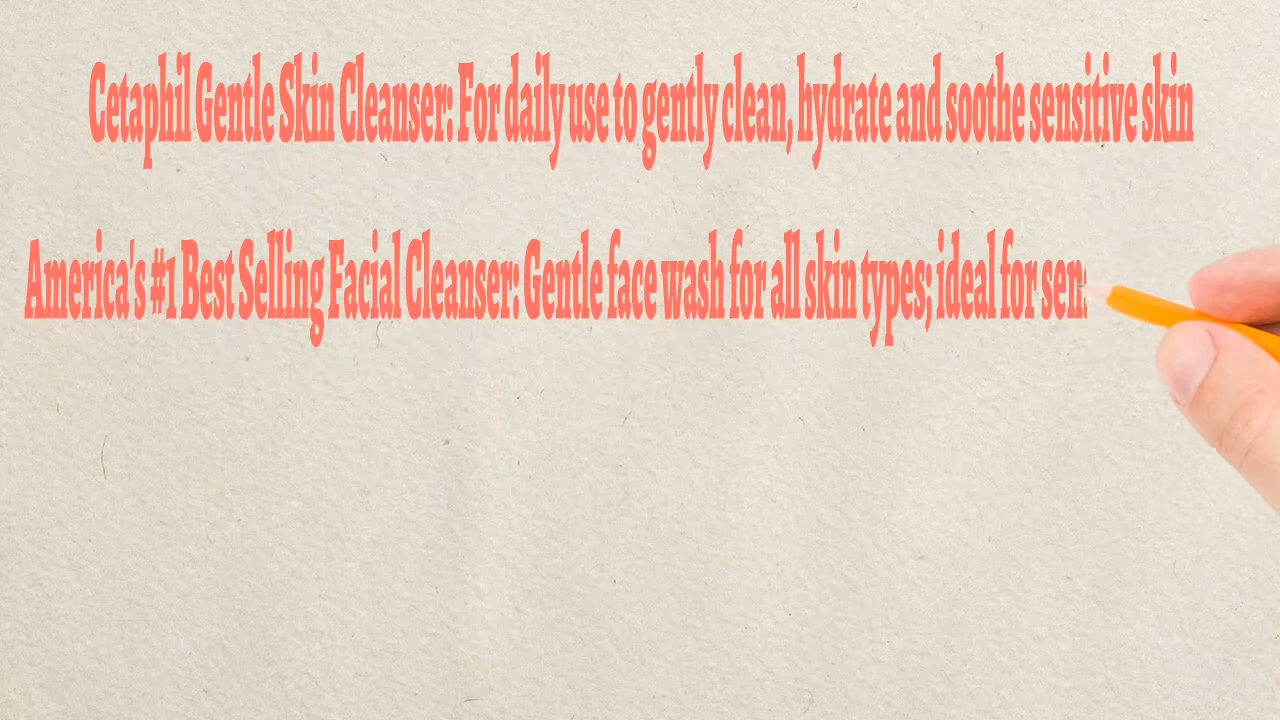 Cetaphil Gentle Skin Cleanser: For daily use to gently clean, hydrate and soothe sensitive skin
America's #1 Best Selling Facial Cleanser: Gentle face wash for all skin types; ideal for sen